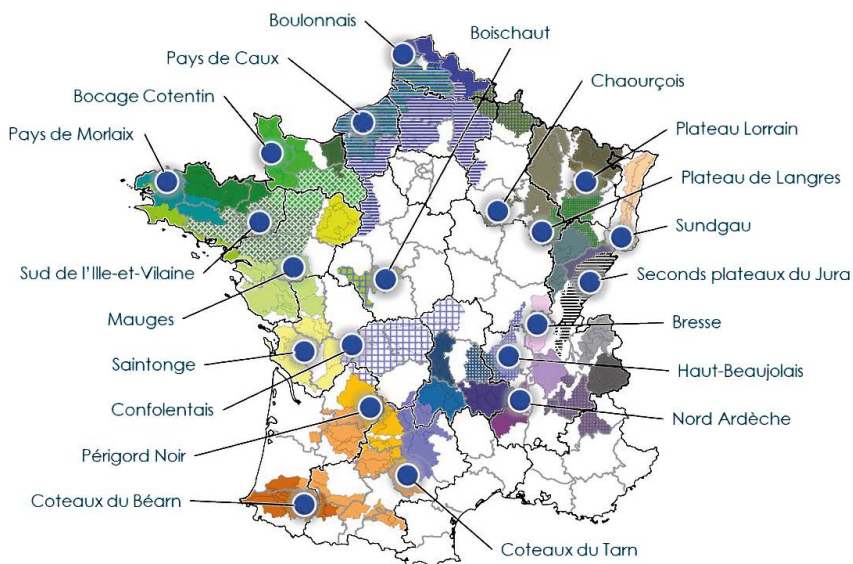 Boulonnais
Boischaut
Pays de Caux
Chaourçois
Bocage Cotentin
Pays de Morlaix
Plateau Lorrain
Plateau de Langres
Sundgau
Sud de l'Ille-et-Vilaine
Seconds plateaux du Jura
Mauges
Bresse
Saintonge
Haut-Beaujolais
Confolentais
Nord Ardèche
Périgord Noir
Coteaux du Béarn
Coteaux du Tarn